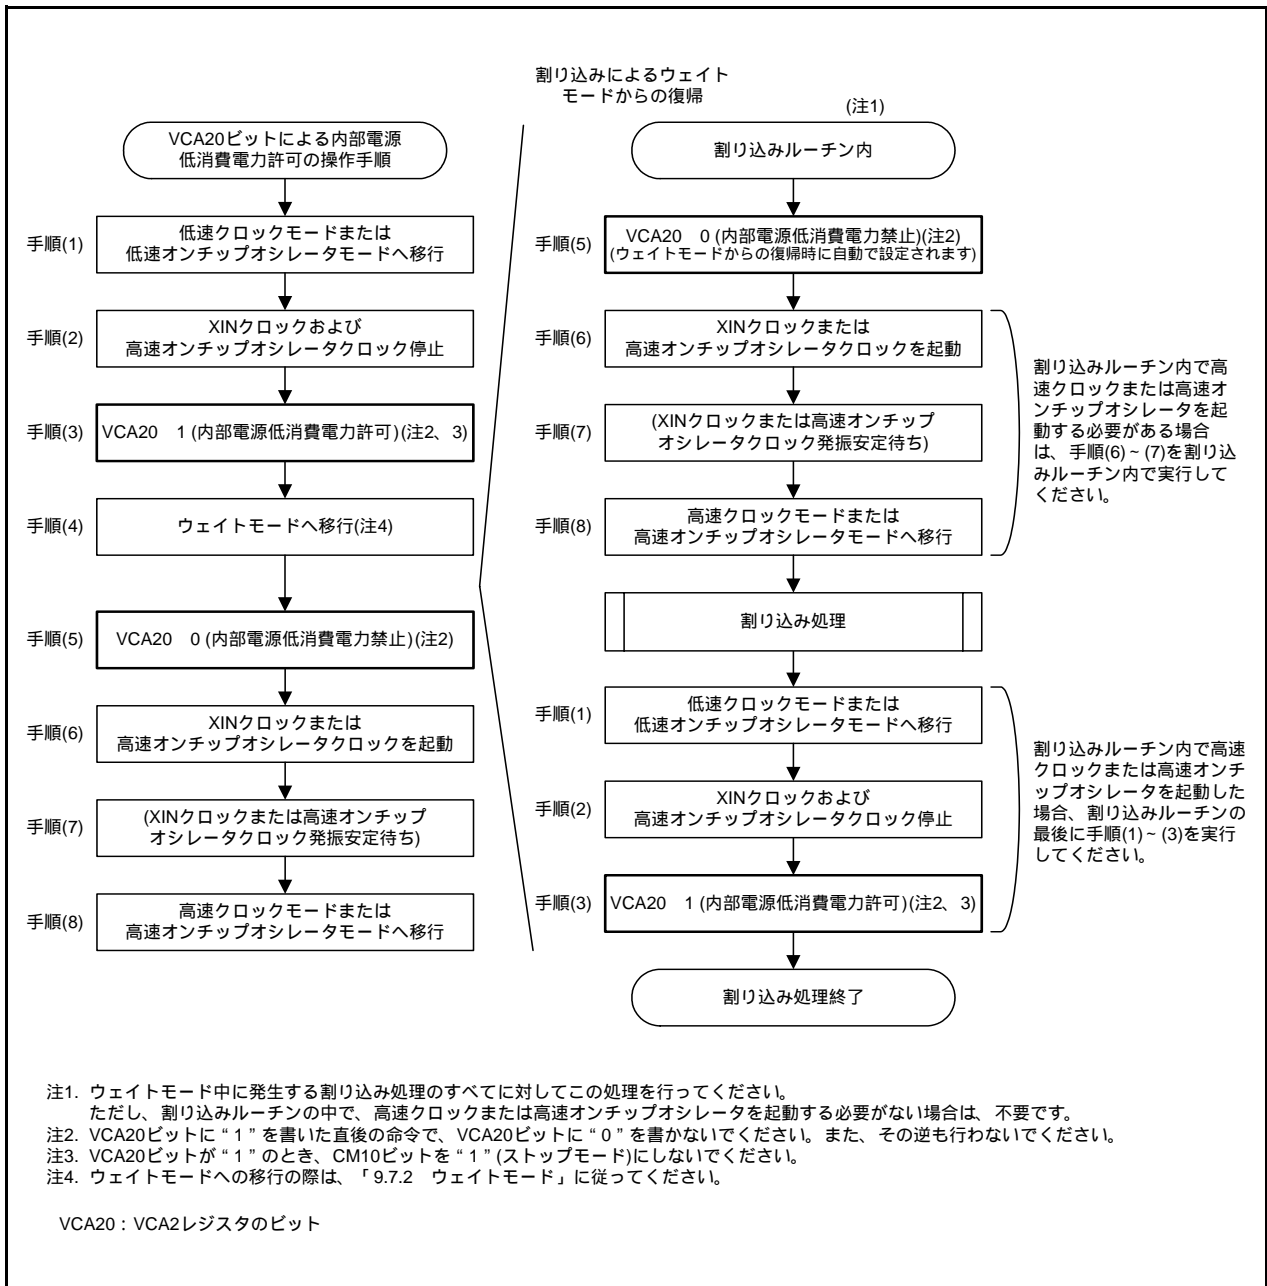 VCA20ビットによる内部電源
低消費電力許可の操作手順
手順(1)
低速クロックモードまたは
低速オンチップオシレータモードへ移行
手順(2)
XINクロックおよび
高速オンチップオシレータクロック停止
手順(3)
VCA20　1 (内部電源低消費電力許可)(注2、3)
手順(4)
ウェイトモードへ移行(注4)
手順(5)
VCA20　0 (内部電源低消費電力禁止)(注2)
手順(6)
XINクロックまたは
高速オンチップオシレータクロックを起動
手順(7)
(XINクロックまたは高速オンチップ
オシレータクロック発振安定待ち)
手順(8)
高速クロックモードまたは
高速オンチップオシレータモードへ移行
割り込みによるウェイト
モードからの復帰
(注1)
割り込みルーチン内
手順(5)
VCA20　0 (内部電源低消費電力禁止)(注2)
(ウェイトモードからの復帰時に自動で設定されます)
手順(6)
XINクロックまたは
高速オンチップオシレータクロックを起動
手順(7)
(XINクロックまたは高速オンチップ
オシレータクロック発振安定待ち)
手順(8)
高速クロックモードまたは
高速オンチップオシレータモードへ移行
割り込みルーチン内で高
速クロックまたは高速オ
ンチップオシレータを起
動する必要がある場合
は、手順(6)~(7)を割り込
みルーチン内で実行して
ください。
割り込み処理
手順(1)
低速クロックモードまたは
低速オンチップオシレータモードへ移行
手順(2)
XINクロックおよび
高速オンチップオシレータクロック停止
手順(3)
VCA20　1 (内部電源低消費電力許可)(注2、3)
割り込みルーチン内で高速
クロックまたは高速オンチ
ップオシレータを起動した
場合、割り込みルーチンの
最後に手順(1)~(3)を実行
してください。
割り込み処理終了
注1. ウェイトモード中に発生する割り込み処理のすべてに対してこの処理を行ってください。
ただし、割り込みルーチンの中で、高速クロックまたは高速オンチップオシレータを起動する必要がない場合は、不要です。
注2. VCA20ビットに“1”を書いた直後の命令で、VCA20ビットに“0”を書かないでください。また、その逆も行わないでください。
注3. VCA20ビットが“1”のとき、CM10ビットを“1”(ストップモード)にしないでください。
注4. ウェイトモードへの移行の際は、「9.7.2　ウェイトモード」に従ってください。
VCA20：VCA2レジスタのビット